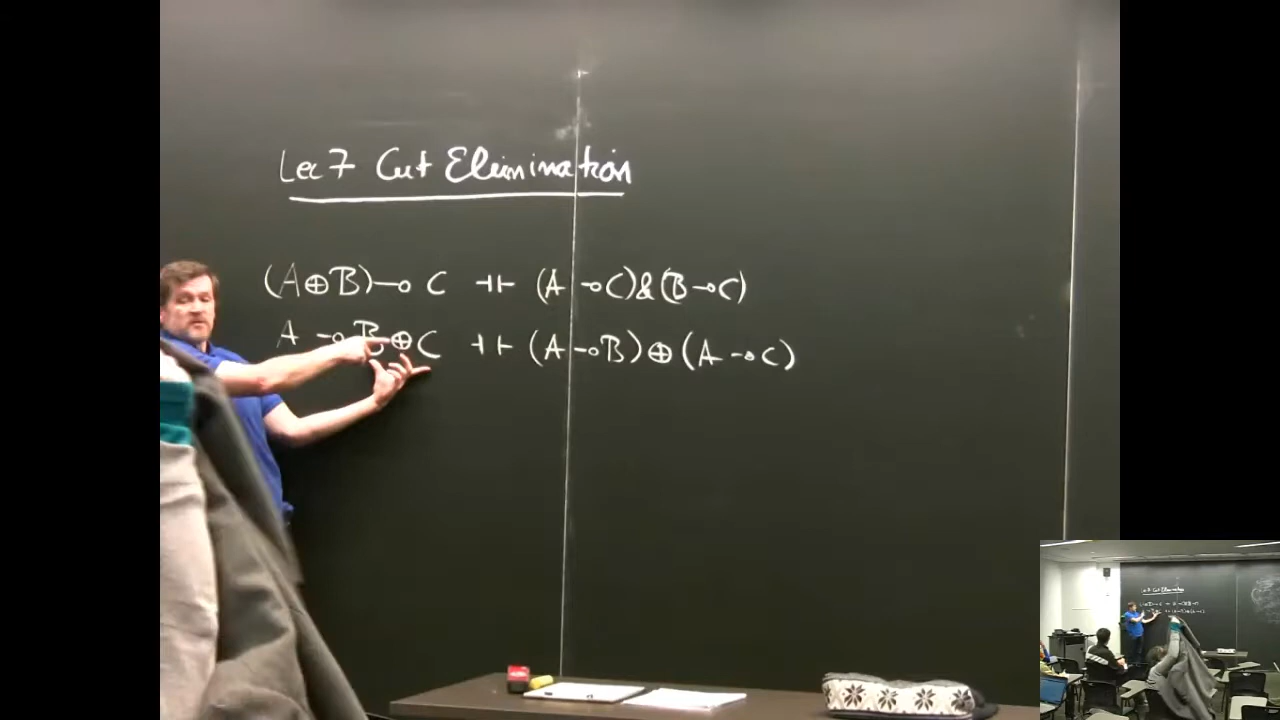 Lec 7 Cut Elimination
(A⊕B)⊸C ⊣⊢ (A⊸C)&(B⊸C)
A⊸B⊕C ⊣⊢ (A⊸B)⊕(A⊸C)